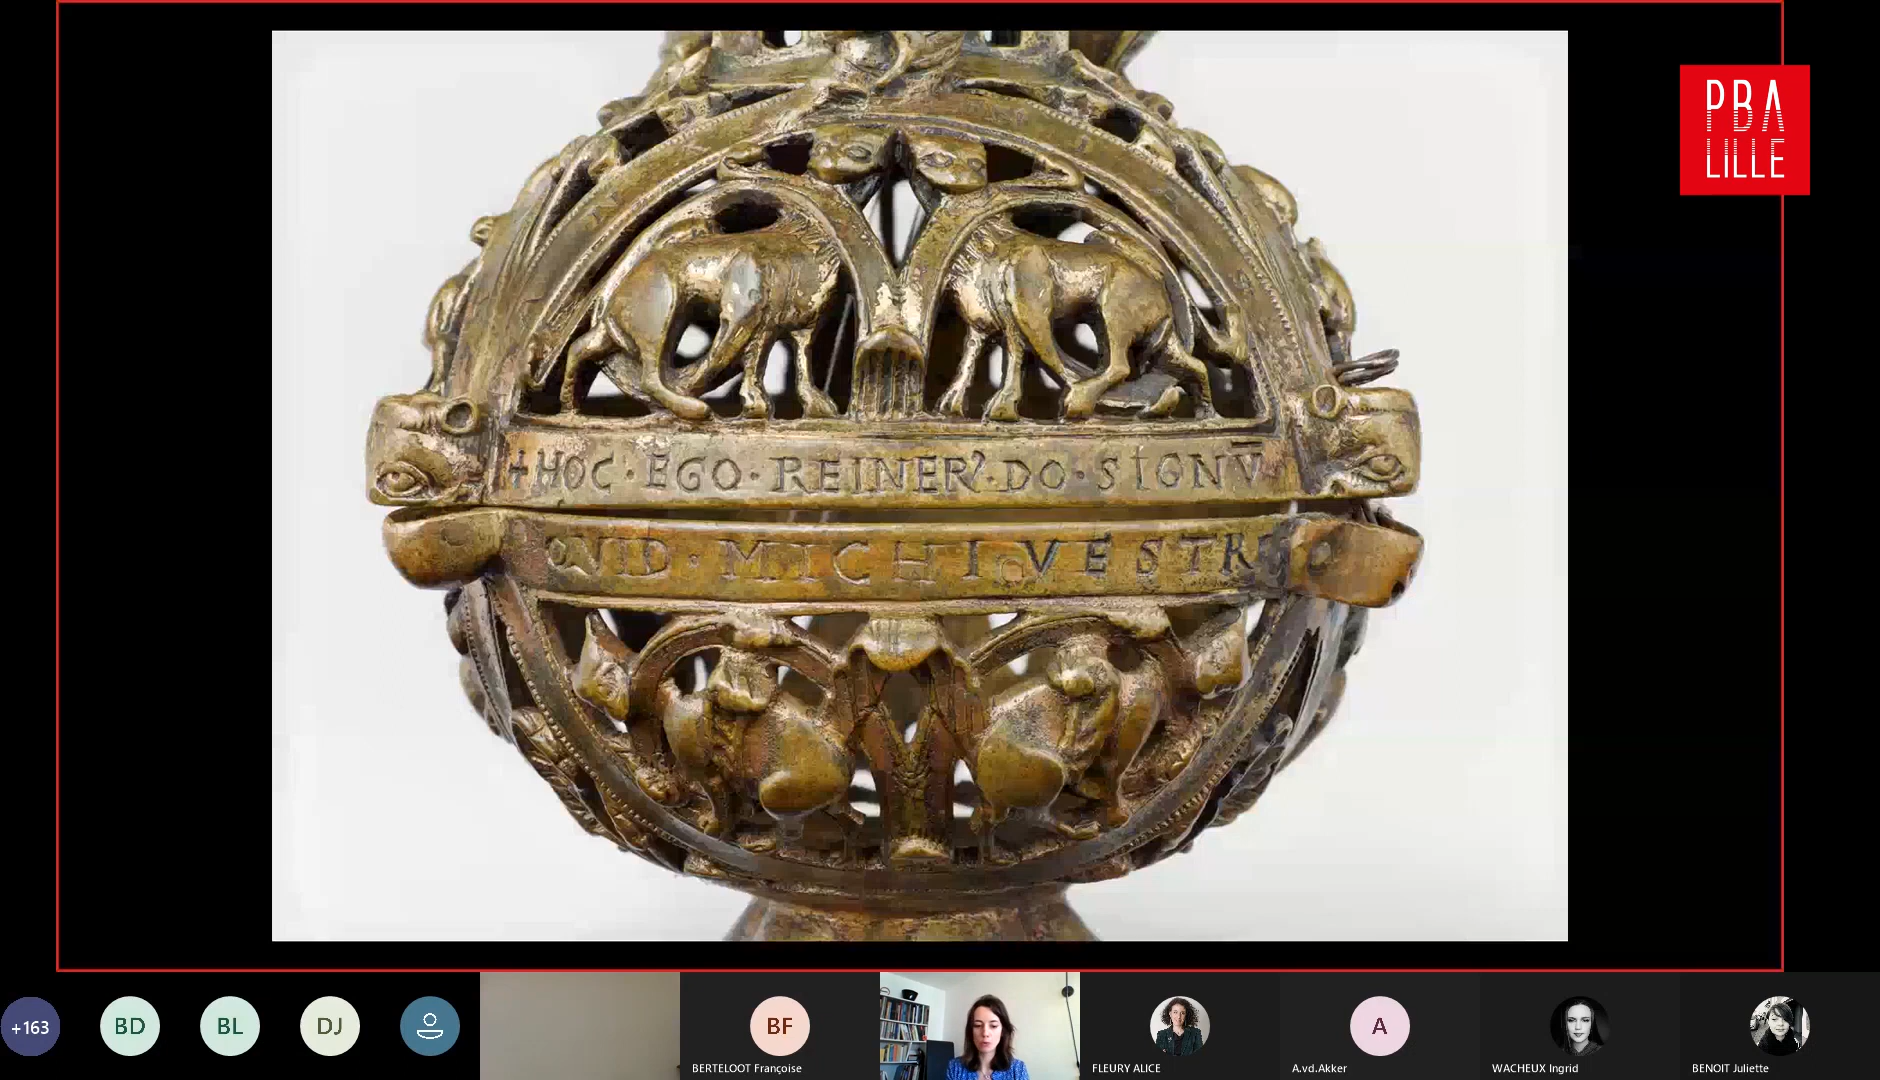 PBA
LILLE
+HOC·EGO·REINER'·DO·SIGNV̅
QVID·MICHI VESTR
+163
BD
BL
DJ
BF
A
BERTELOOT Françoise
FLEURY ALICE
A.vd.Akker
WACHEUX Ingrid
BENOIT Juliette